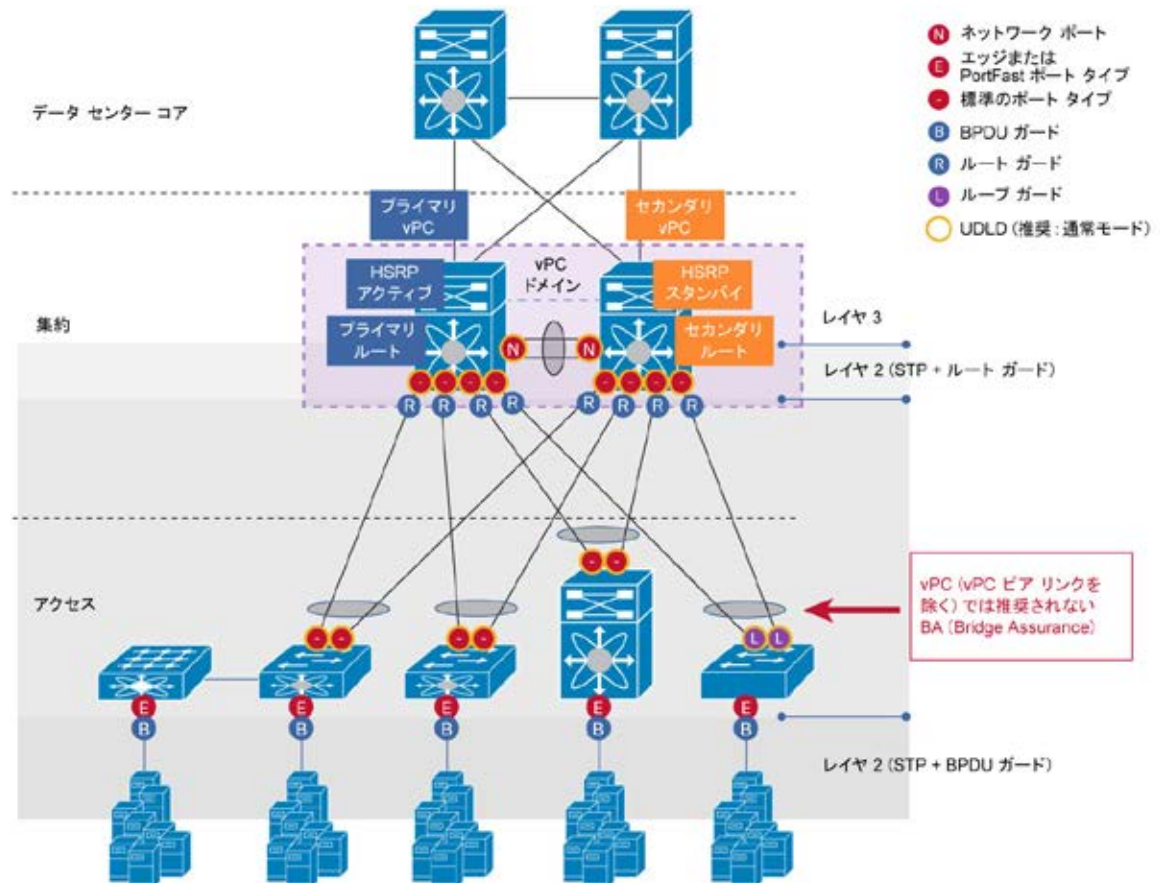 データ センター コア
N ネットワーク ポート
E エッジまたは
PortFast ポート タイプ
- 標準のポート タイプ
B BPDU ガード
R ルート ガード
L ループ ガード
UDLD (推奨 : 通常モード)
プライマリ
vPC
セカンダリ
vPC
HSRP
アクティブ
vPC
ドメイン
HSRP
スタンバイ
集約
プライマリ
ルート
N
N
セカンダリ
ルート
レイヤ 3
レイヤ 2 (STP + ルート ガード)
- - - - - - - -
R R R R R R R R
- -
アクセス
- - - - L L
vPC (vPC ピア リンクを
除く) では推奨されない
BA (Bridge Assurance)
E E E E E
B B B B B
レイヤ 2 (STP + BPDU ガード)